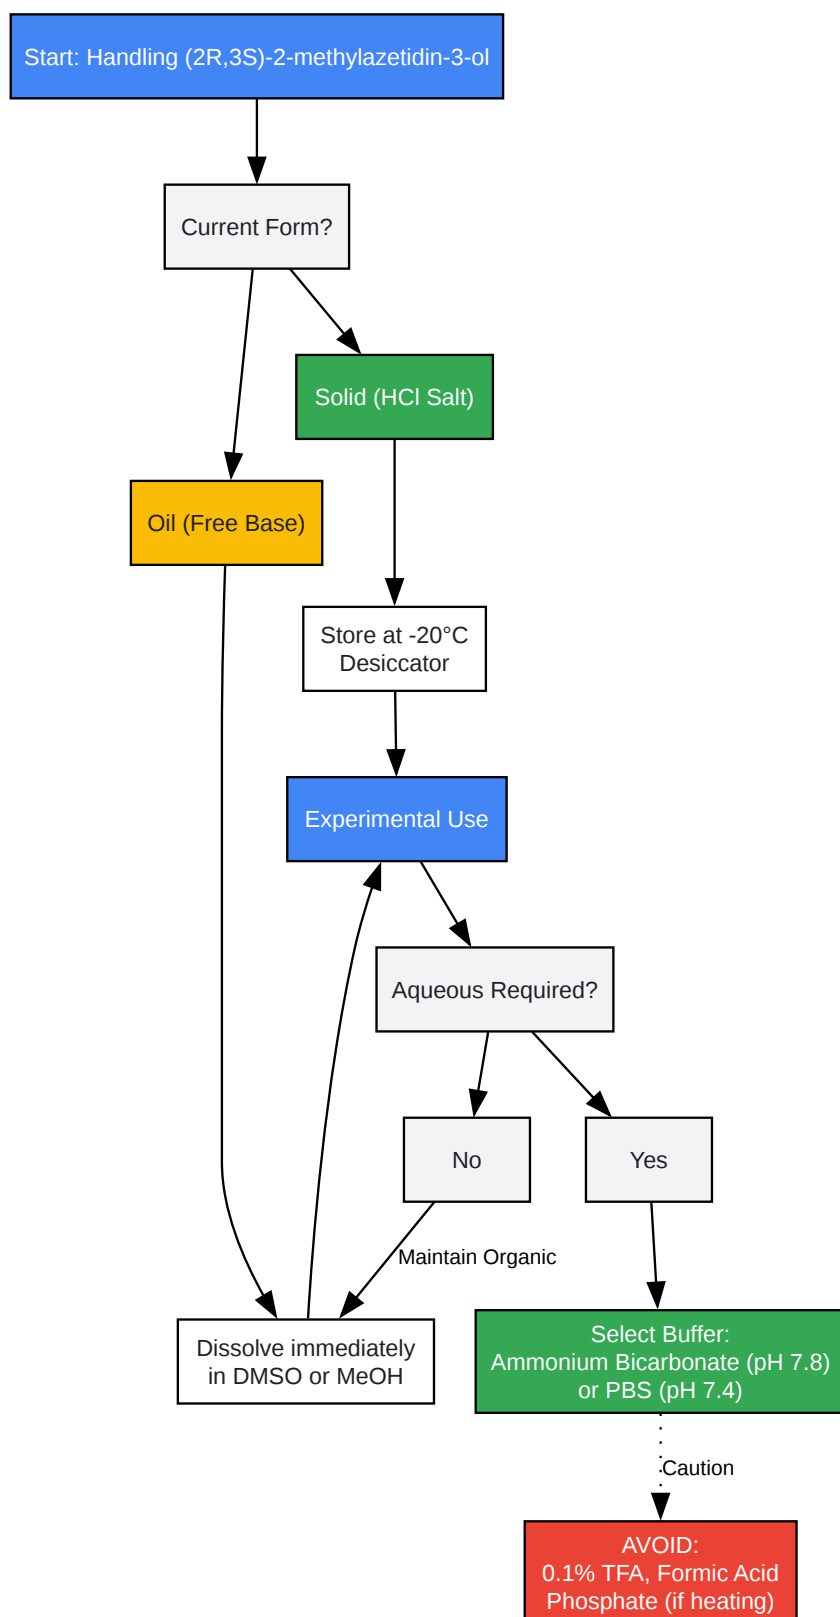 Start: Handling (2R,3S)-2-methylazetidin-3-ol
Current Form?
Solid (HCl Salt)
Oil (Free Base)
Store at -20°C
Desiccator
Experimental Use
Aqueous Required?
No
Yes
Maintain Organic
Dissolve immediately
in DMSO or MeOH
Select Buffer:
Ammonium Bicarbonate (pH 7.8)
or PBS (pH 7.4)
Caution
AVOID:
0.1% TFA, Formic Acid
Phosphate (if heating)